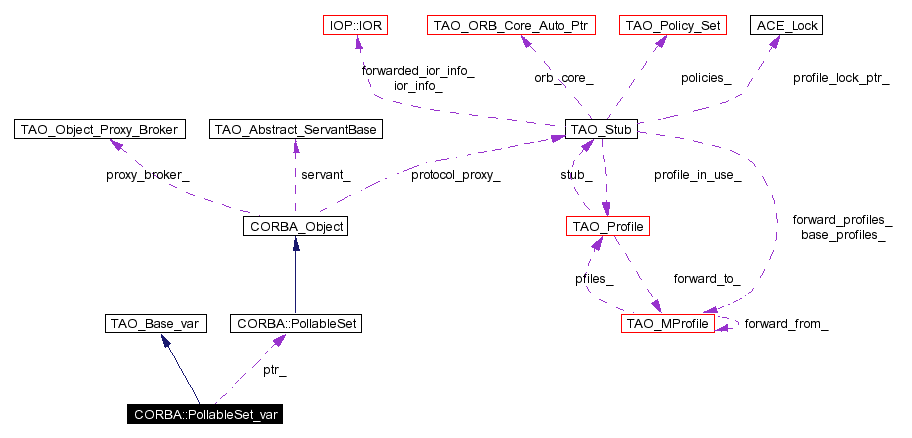 IOP::IOR
TAO_ORB_Core_Auto_Ptr
TAO_Policy_Set
ACE_Lock
forwarded_ior_info_
ior_info_
orb_core_
policies_
profile_lock_ptr_
TAO_Object_Proxy_Broker
TAO_Abstract_ServantBase
TAO_Stub
proxy_broker_
servant_
protocol_proxy_
stub_
profile_in_use_
CORBA_Object
TAO_Profile
forward_profiles_
base_profiles_
pfiles_
forward_to_
TAO_Base_var
CORBA::PollableSet
TAO_MProfile
forward_from_
ptr_
CORBA::PollableSet_var